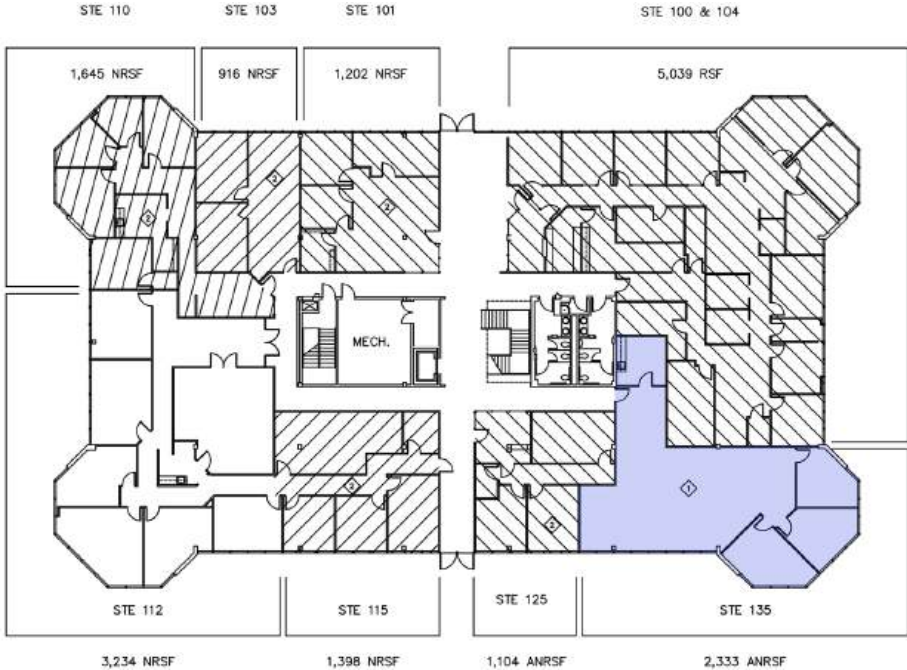 STE 110
STE 103
STE 101
STE 100 & 104
1,645 NRSF
916 NRSF
1,202 NRSF
5,039 RSF
2
2
2
MECH.
2
2
1
STE 112
STE 115
STE 125
STE 135
3,234 NRSF
1,398 NRSF
1,104 ANRSF
2,333 ANRSF